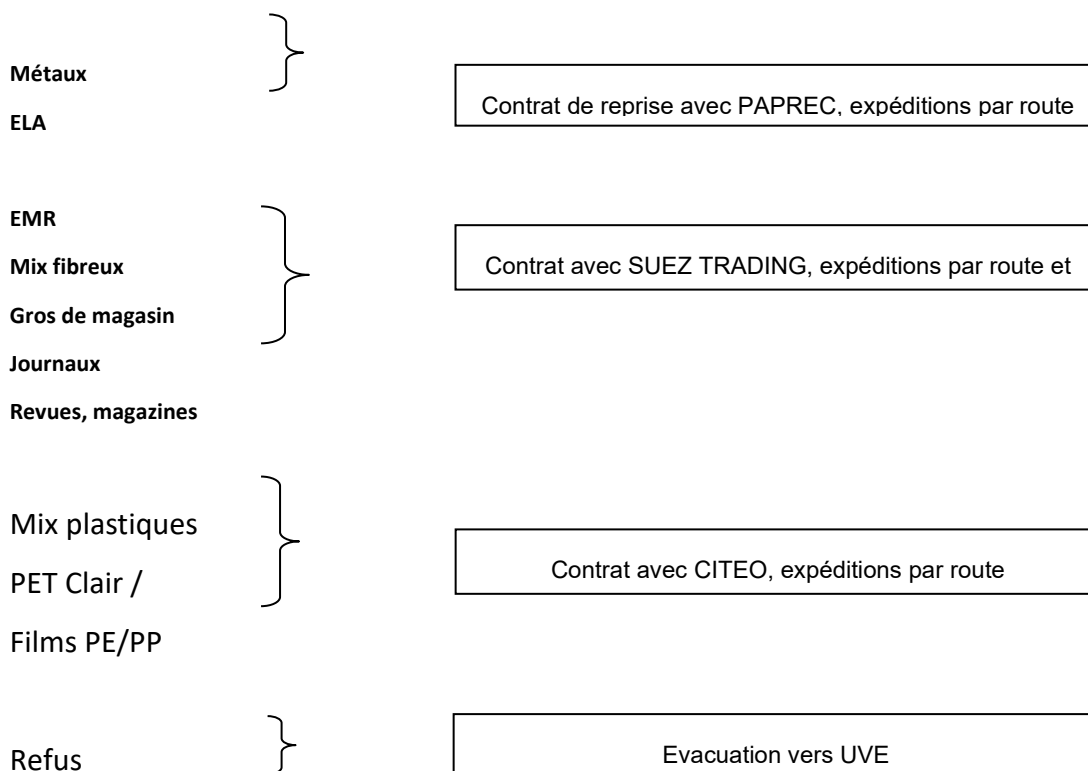 Métaux
Contrat de reprise avec PAPREC, expéditions par route
ELA
EMR
Mix fibreux
Contrat avec SUEZ TRADING, expéditions par route et
Gros de magasin
Journaux
Revues, magazines
Mix plastiques
PET Clair /
Contrat avec CITEO, expéditions par route
Films PE/PP
Refus
Evacuation vers UVE